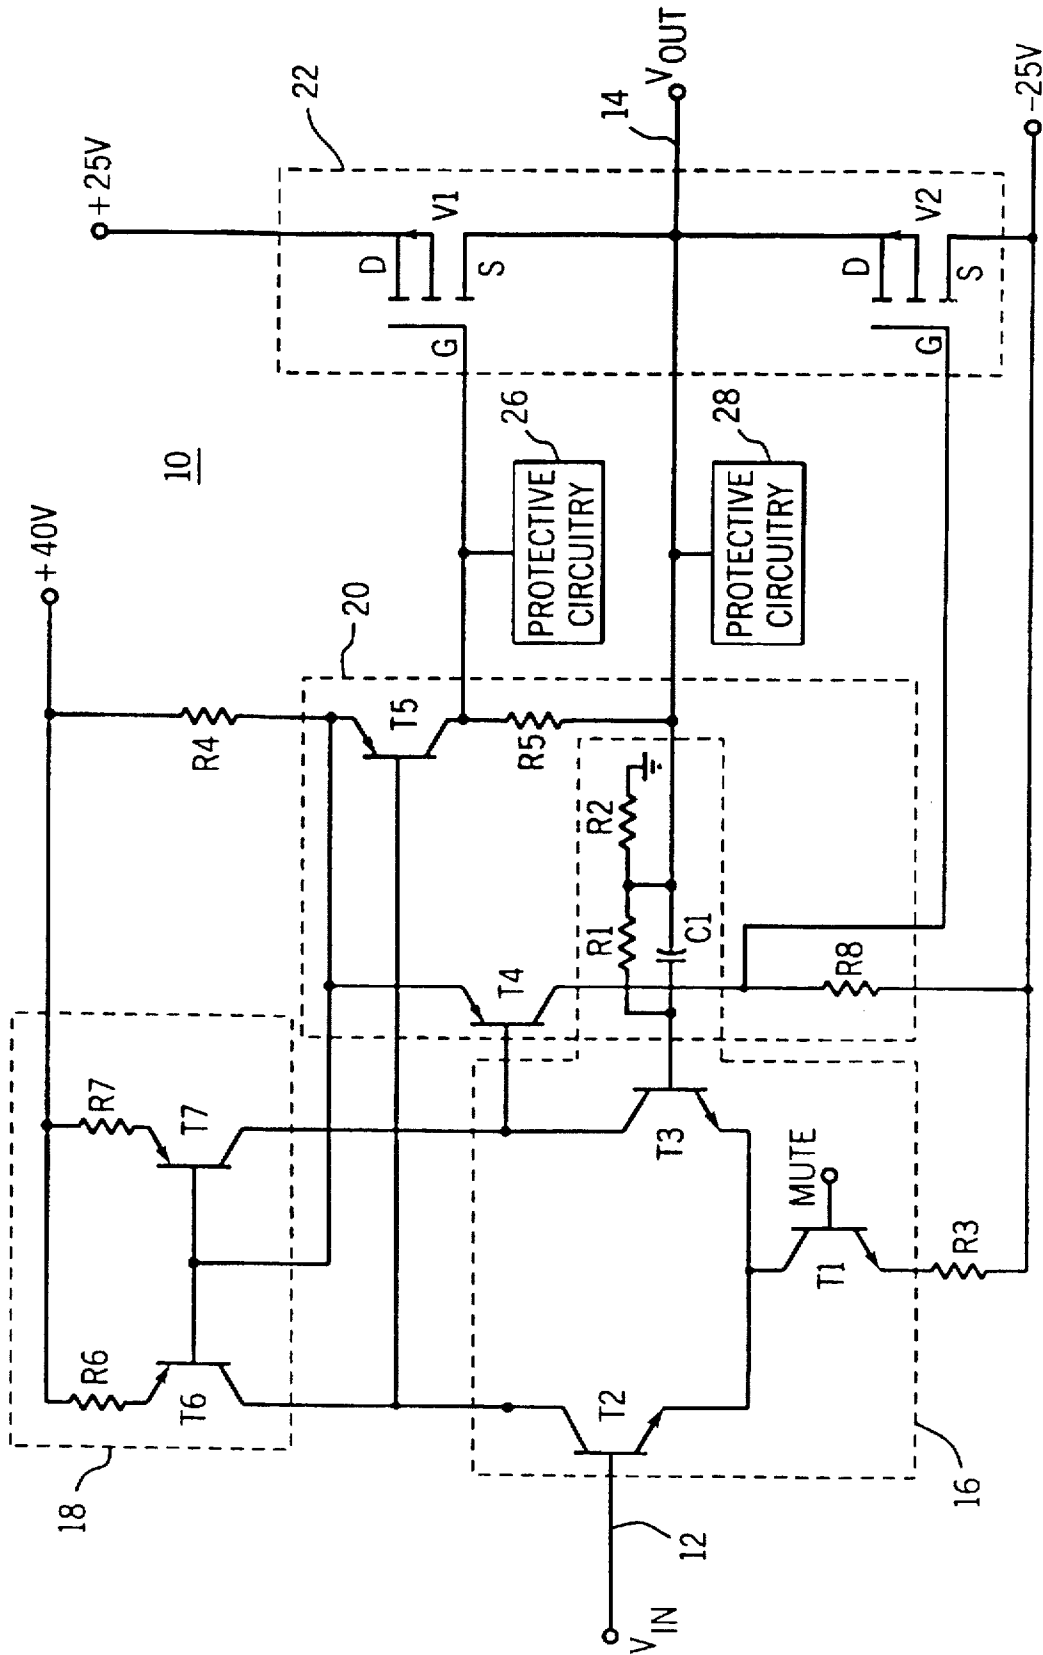 +40V
+25V
10
22
18
R6
R7
R4
20
T6
T7
T5
D
V1
G
S
26
PROTECTIVE
CIRCUITRY
14
VOUT
R5
T4
R1
R2
C1
28
PROTECTIVE
CIRCUITRY
VIN
12
T2
T3
MUTE
T1
R3
R8
16
D
V2
G
S
-25V